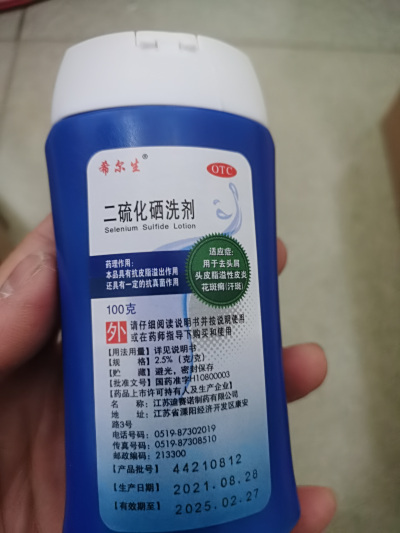 希尔生®
OTC
二硫化硒洗剂
Selenium Sulfide Lotion
药理作用：
本品具有抗皮脂溢出作用
还具有一定的抗真菌作用
适应症：
用于去头屑
头皮脂溢性皮炎
花斑癣(汗斑)
100克
外
请仔细阅读说明书并按说明使用
或在药师指导下购买和使用
【用法用量】详见说明书
【规 格】2.5% (克/克)
【贮 藏】避光，密封保存
【批准文号】国药准字H10800003
【药品上市许可持有人及生产企业】
名 称：江苏迪赛诺制药有限公司
地 址：江苏省溧阳经济开发区康安
路3号
电话号码：0519-87302019
传真号码：0519-87308510
邮政编码：213300
【产品批号】 44210812
【生产日期】 2021.08.28
【有效期至】 2025.02.27